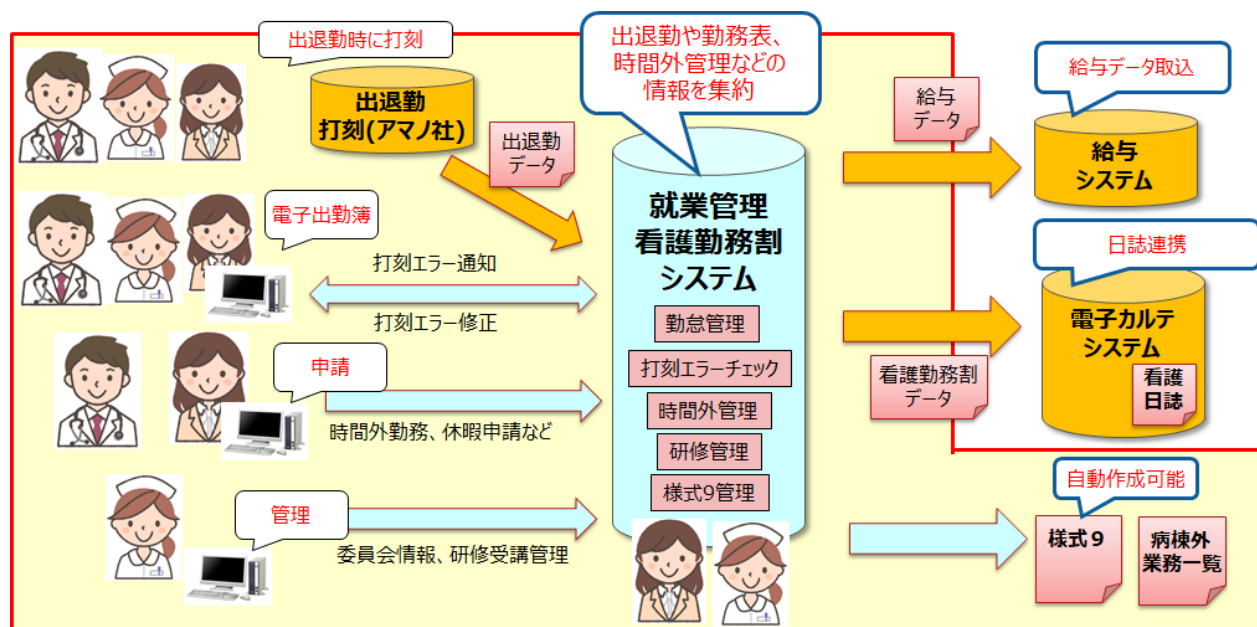 出退勤時に打刻
出退勤
打刻(アマノ社)
出退勤
データ
出退勤や勤務表、
時間外管理などの
情報を集約
給与
データ
給与データ取込
給与
システム
電子出勤簿
打刻エラー通知
打刻エラー修正
就業管理
看護勤務割
システム
勤怠管理
打刻エラーチェック
時間外管理
研修管理
様式9管理
日誌連携
電子カルテ
システム
看護
日誌
看護勤務割
データ
申請
時間外勤務、休暇申請など
管理
委員会情報、研修受講管理
自動作成可能
様式9
病棟外
業務一覧